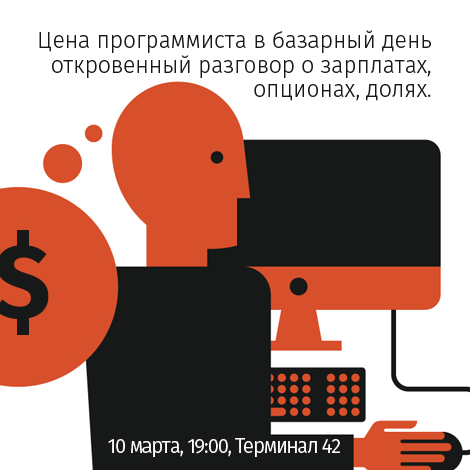 Цена программиста в базарный день
откровенный разговор о зарплатах,
опционах, долях.
$
10 марта, 19:00, Терминал 42